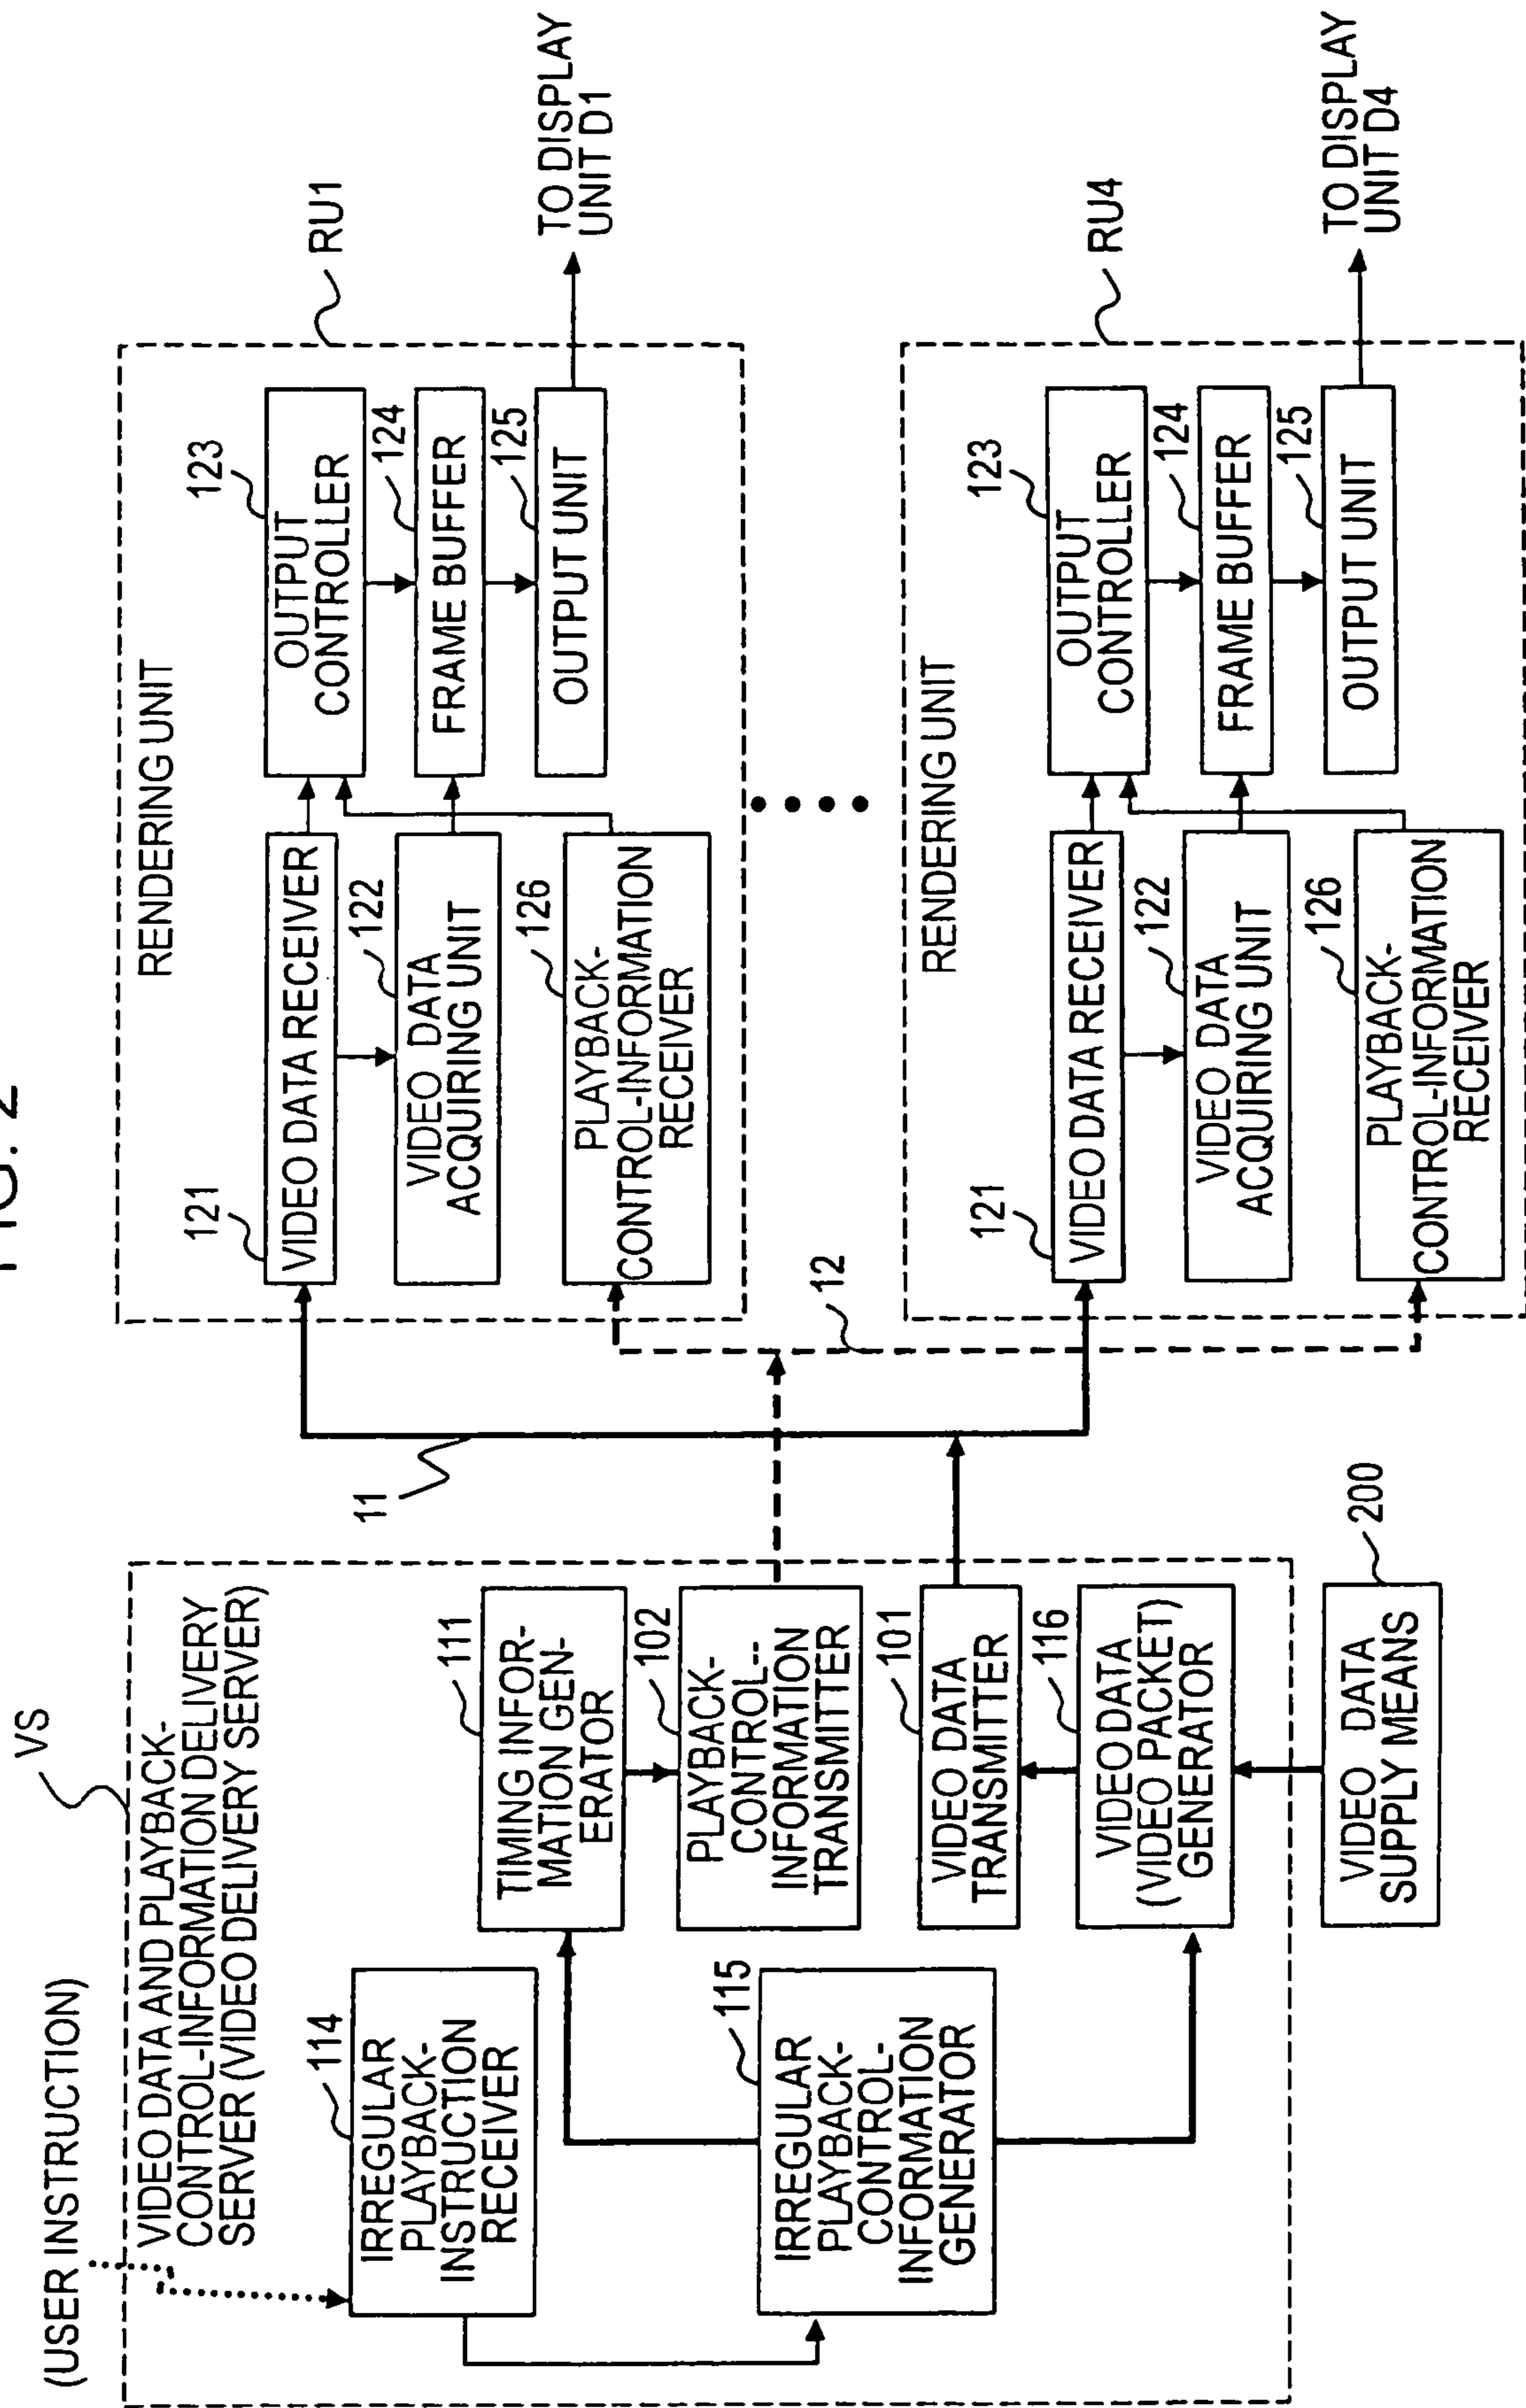 FIG. 2
(USER INSTRUCTION)
VS
VIDEO DATA AND PLAYBACK-
CONTROL-INFORMATION DELIVERY
SERVER (VIDEO DELIVERY SERVER)
114
IRREGULAR
PLAYBACK-
INSTRUCTION
RECEIVER
115
IRREGULAR
PLAYBACK-
CONTROL-
INFORMATION
GENERATOR
111
TIMING INFOR-
MATION GEN-
ERATOR
102
PLAYBACK-
CONTROL--
INFORMATION
TRANSMITTER
101
VIDEO DATA
TRANSMITTER
116
VIDEO DATA
(VIDEO PACKET)
GENERATOR
200
VIDEO DATA
SUPPLY MEANS
11
12
RENDERING UNIT
RU1
121
VIDEO DATA RECEIVER
122
VIDEO DATA
ACQUIRING UNIT
126
PLAYBACK-
CONTROL-INFORMATION
RECEIVER
123
OUTPUT
CONTROLLER
124
FRAME BUFFER
125
OUTPUT UNIT
TO DISPLAY
UNIT D1
RENDERING UNIT
RU4
121
VIDEO DATA RECEIVER
122
VIDEO DATA
ACQUIRING UNIT
126
PLAYBACK-
CONTROL-INFORMATION
RECEIVER
123
OUTPUT
CONTROLLER
124
FRAME BUFFER
125
OUTPUT UNIT
TO DISPLAY
UNIT D4